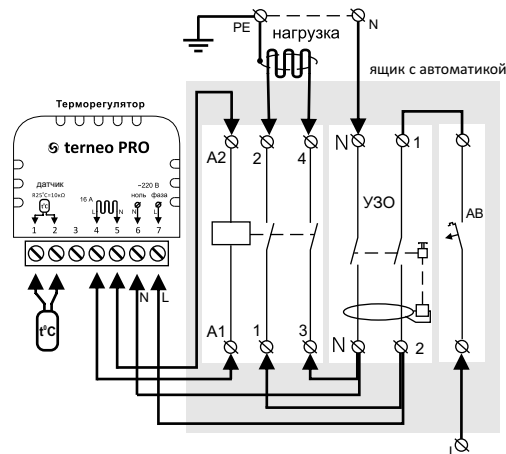 PE
N
нагрузка
ящик с автоматикой
Терморегулятор
terneo PRO
датчик
R25°C=10кΩ
t°C
16 А
L
N
~220 В
ноль
фаза
N
L
1
2
3
4
5
6
7
N
L
t°C
A2
2
4
N
1
УЗО
АВ
A1
1
3
N
2